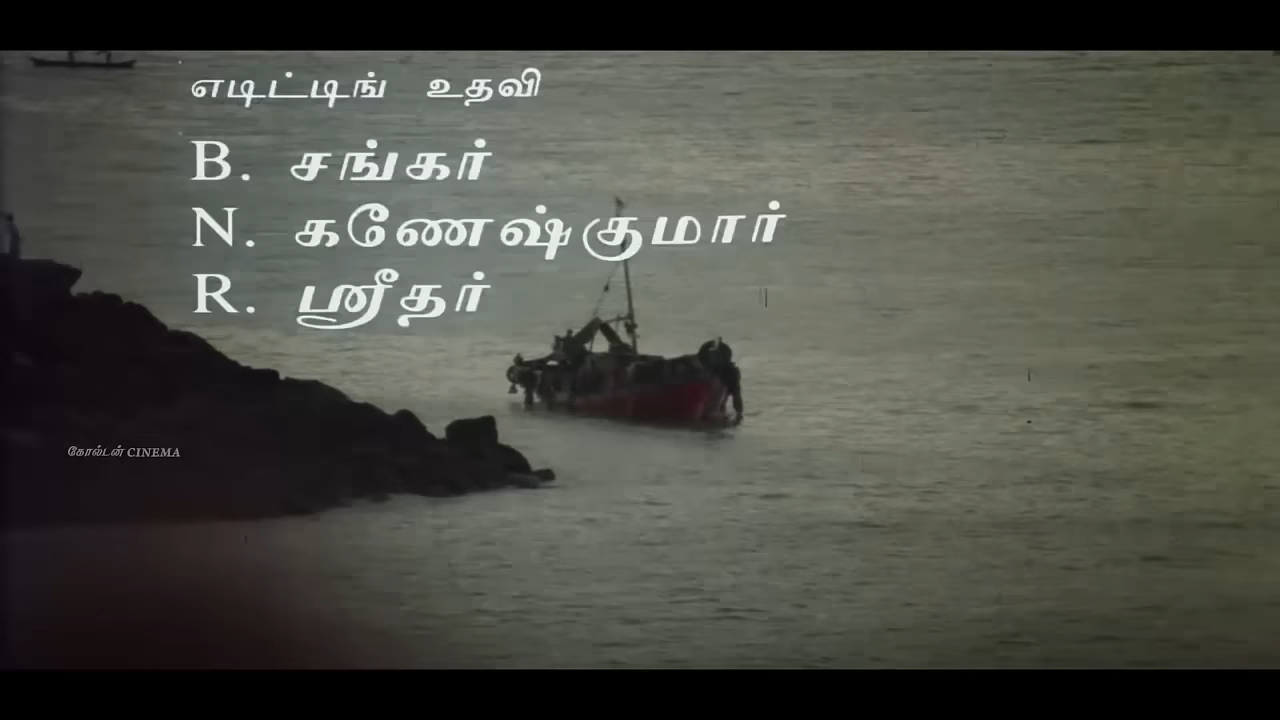 எடிட்டிங் உதவி
B. சங்கர்
N. கணேஷ்குமார்
R. ஸ்ரீதர்
கோல்டன் CINEMA